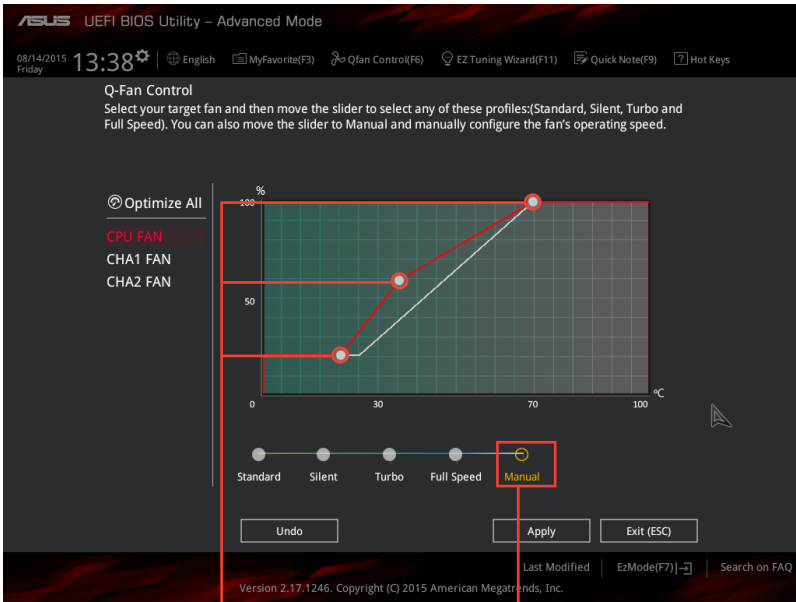 ASUS UEFI BIOS Utility – Advanced Mode
08/14/2015
Friday
13:38
English
MyFavorite(F3)
Qfan Control(F6)
EZ Tuning Wizard(F11)
Quick Note(F9)
? Hot Keys
Q-Fan Control
Select your target fan and then move the slider to select any of these profiles:(Standard, Silent, Turbo and
Full Speed). You can also move the slider to Manual and manually configure the fan's operating speed.
Optimize All
CPU FAN
CHA1 FAN
CHA2 FAN
%
100
50
0
30
70
100
°C
Standard
Silent
Turbo
Full Speed
Manual
Undo
Apply
Exit (ESC)
Last Modified
EzMode(F7)
Search on FAQ
Version 2.17.1246. Copyright (C) 2015 American Megatrends, Inc.